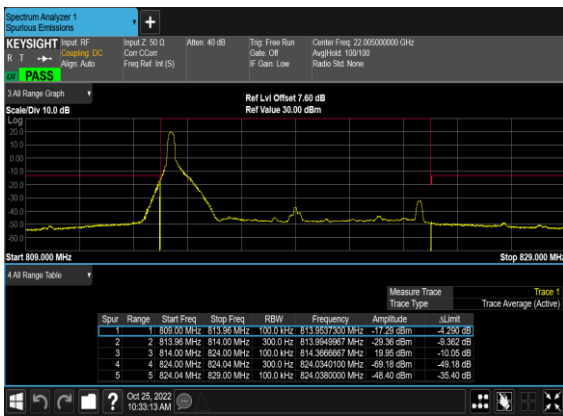 Spectrum Analyzer 1
Spurious Emissions
KEYSIGHT Input: RF Input Z: 50 Ω Atten: 40 dB Trig: Free Run Center Freq: 22.005000000 GHz
R T Coupling: DC Corr CCorr Gate: Off Avg|Hold: 100/100
Align: Auto Freq Ref: Int (S) IF Gain: Low Radio Std: None
PASS
3 All Range Graph
Ref Lvl Offset 7.60 dB
Scale/Div 10.0 dB Ref Value 30.00 dBm
Log
20.0
10.0
0.00
-10.0
-20.0
-30.0
-40.0
-50.0
-60.0
Start 809.000 MHz Stop 829.000 MHz
4 All Range Table
Measure Trace Trace 1
Trace Type Trace Average (Active)
Spur Range Start Freq Stop Freq RBW Frequency Amplitude ΔLimit
1 1 809.00 MHz 813.96 MHz 100.0 kHz 813.9537300 MHz -17.29 dBm -4.290 dB
2 2 813.96 MHz 814.00 MHz 300.0 Hz 813.9949967 MHz -29.36 dBm -9.362 dB
3 3 814.00 MHz 824.00 MHz 100.0 kHz 814.3666667 MHz 19.95 dBm -10.05 dB
4 4 824.00 MHz 824.04 MHz 300.0 Hz 824.0340100 MHz -69.18 dBm -49.18 dB
5 5 824.04 MHz 829.00 MHz 100.0 kHz 824.0380000 MHz -48.40 dBm -35.40 dB
Oct 25, 2022
10:33:13 AM